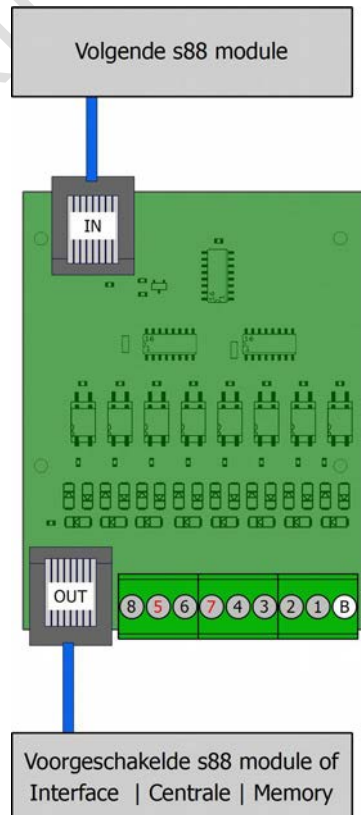 Volgende s88 module
IN
OUT
8 5 6 7 4 3 2 1 B
Voorgeschakelde s88 module of
Interface | Centrale | Memory